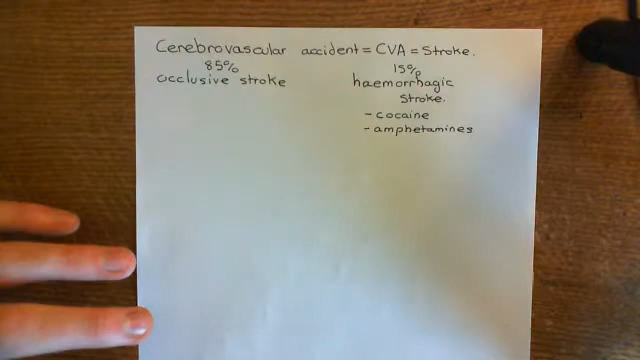 Cerebrovascular accident = CVA = Stroke.
85% 15%
occlusive stroke haemorrhagic
stroke.
- cocaine
- amphetamines